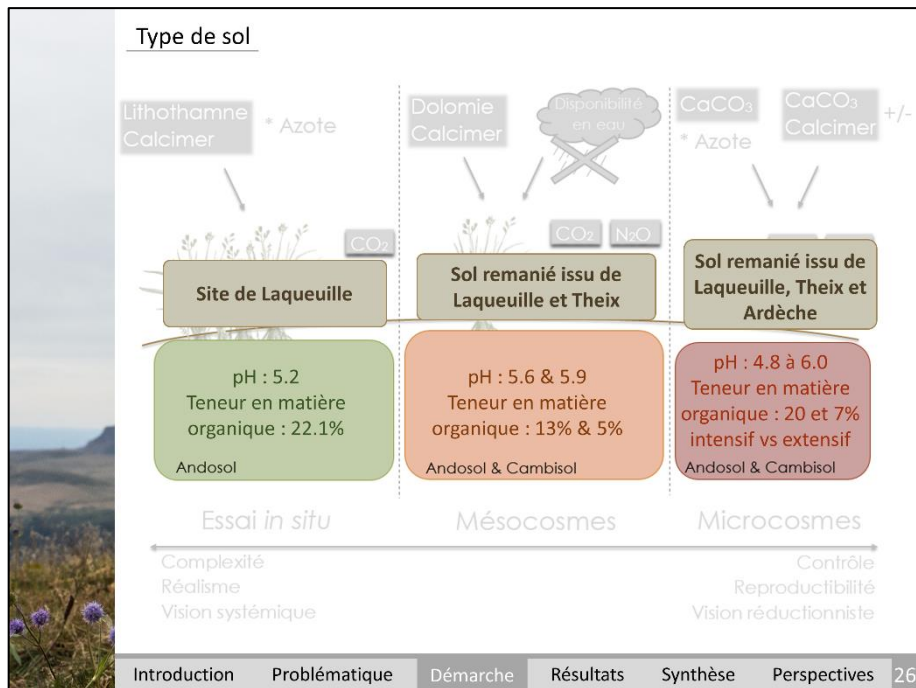 Type de sol
Lithothamne
Calcimer
* Azote
Dolomie
Calcimer
Disponibilité
en eau
CaCO₃
* Azote
CaCO₃
Calcimer
+/-
CO₂
CO₂
N₂O
Site de Laqueuille
Sol remanié issu de
Laqueuille et Theix
Sol remanié issu de
Laqueuille, Theix et
Ardèche
pH : 5.2
Teneur en matière
organique : 22.1%
Andosol
pH : 5.6 & 5.9
Teneur en matière
organique : 13% & 5%
Andosol & Cambisol
pH : 4.8 à 6.0
Teneur en matière
organique : 20 et 7%
intensif vs extensif
Andosol & Cambisol
Essai in situ
Mésocosmes
Microcosmes
Complexité
Réalisme
Vision systémique
Contrôle
Reproductibilité
Vision réductionniste
Introduction Problématique Démarche Résultats Synthèse Perspectives 26